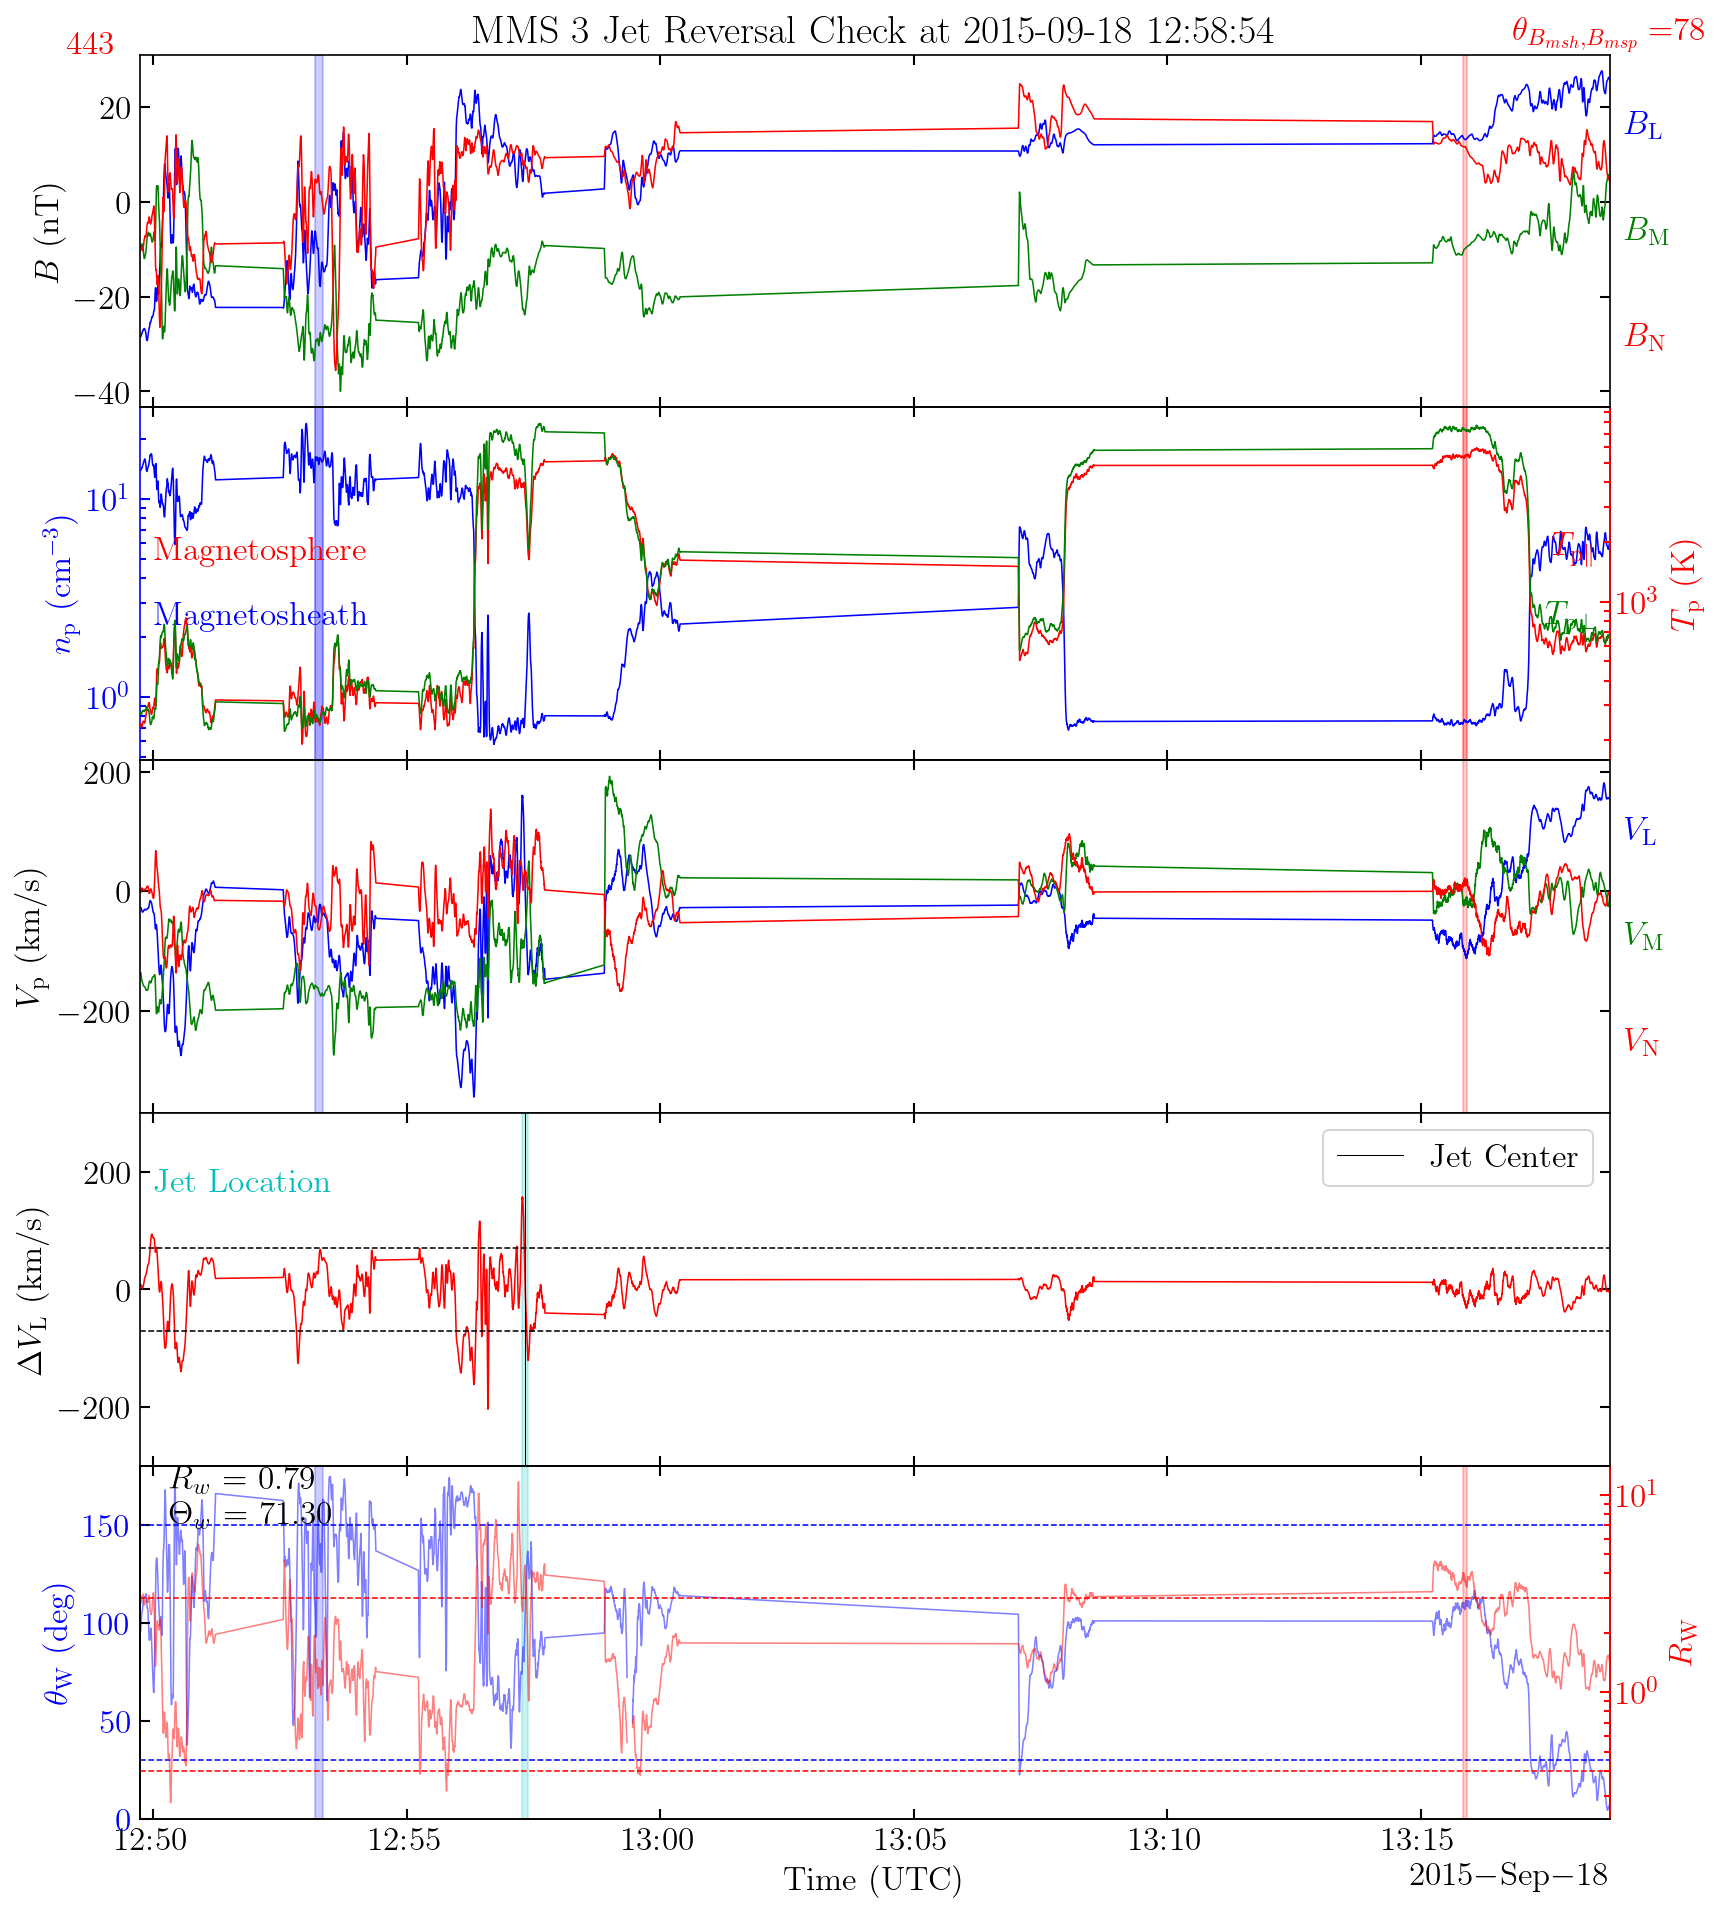 MMS 3 Jet Reversal Check at 2015-09-18 12:58:54
443
θ_{B_{msh},B_{msp}} =78
20
0
−20
−40
B (nT)
B_L
B_M
B_N
10^1
10^0
n_p (cm^{−3})
Magnetosphere
Magnetosheath
T_{p∥}
T_{p⊥}
10^3
T_p (K)
200
0
−200
V_p (km/s)
V_L
V_M
V_N
200
0
−200
ΔV_L (km/s)
Jet Location
Jet Center
R_w = 0.79
Θ_w = 71.30
150
100
50
0
θ_W (deg)
10^1
10^0
R_W
12:50 12:55 13:00 13:05 13:10 13:15
Time (UTC)
2015−Sep−18